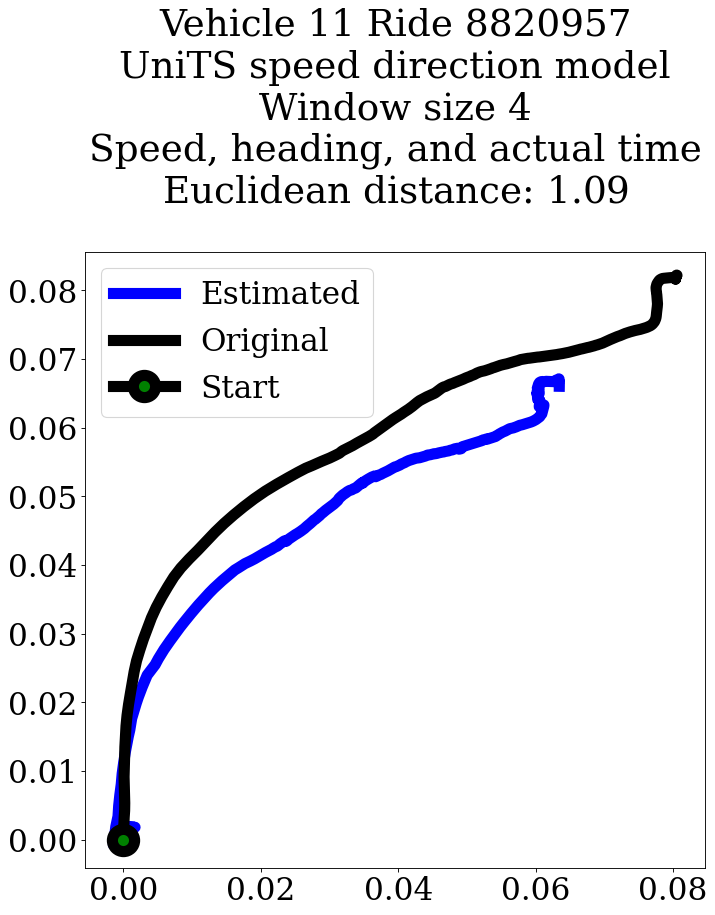 Vehicle 11 Ride 8820957
UniTS speed direction model
Window size 4
Speed, heading, and actual time
Euclidean distance: 1.09
Estimated
Original
Start
0.08
0.07
0.06
0.05
0.04
0.03
0.02
0.01
0.00
0.00 0.02 0.04 0.06 0.08